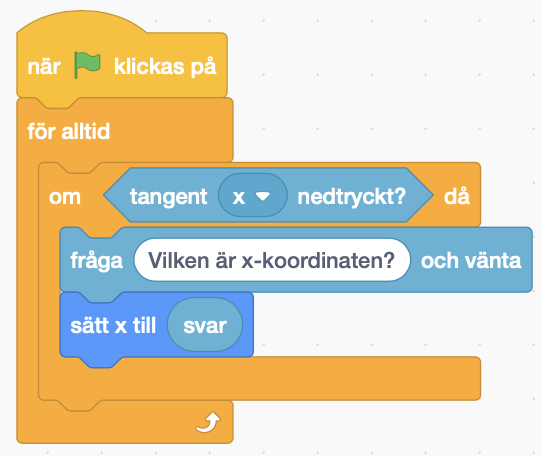 när klickas på
för alltid
om tangent x nedtryckt? då
fråga Vilken är x-koordinaten? och vänta
sätt x till svar